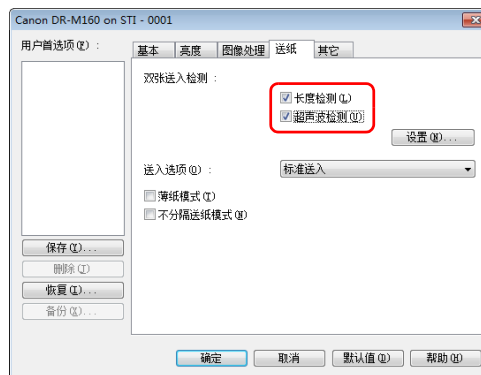 Canon DR-M160 on STI - 0001
用户首选项(P) :
基本 亮度 图像处理 送纸 其它
双张送入检测 :
长度检测(L)
超声波检测(U)
设置(W)...
送入选项(O) :
标准送入
薄纸模式(T)
不分隔送纸模式(N)
保存(I)...
删除(T)
恢复(I)...
备份(X)...
确定 取消 默认值(D) 帮助(H)